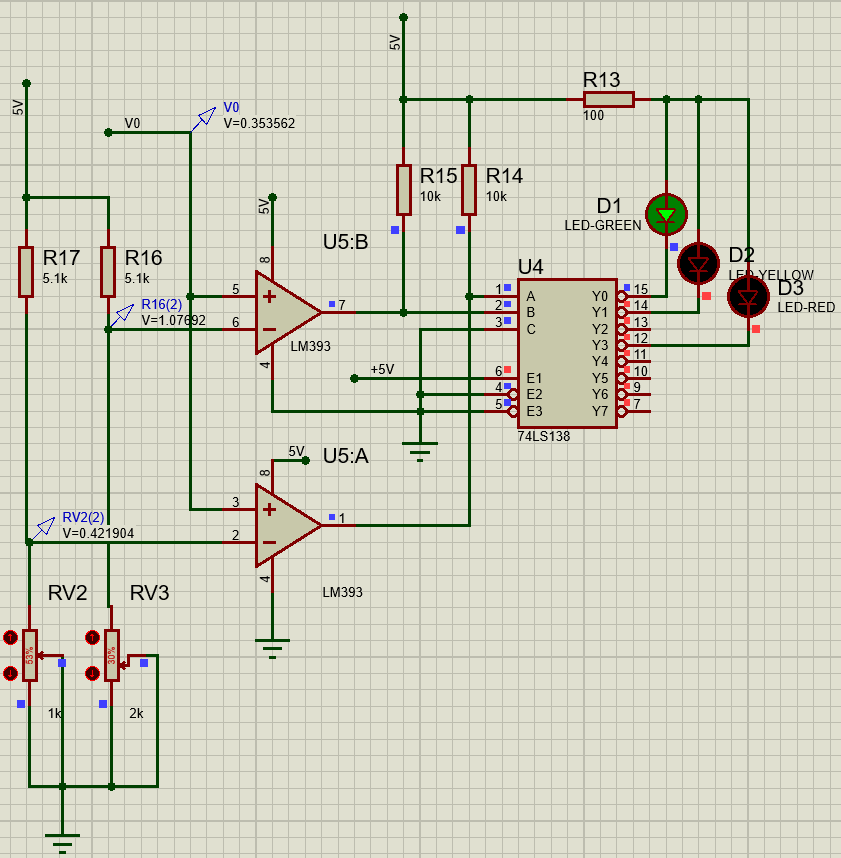 5V
5V
V0
V0
V=0.353562
R13
100
R15
10k
R14
10k
D1
LED-GREEN
D2
LED-YELLOW
D3
LED-RED
R17
5.1k
R16
5.1k
R16(2)
V=1.07692
5V
8
U5:B
5
6
7
4
LM393
U4
1 A Y0 15
2 B Y1 14
3 C Y2 13
Y3 12
Y4 11
+5V
6 E1 Y5 10
4 E2 Y6 9
5 E3 Y7 7
74LS138
5V
8
U5:A
3
2
1
4
LM393
RV2(2)
V=0.421904
RV2
RV3
53%
30%
1k
2k